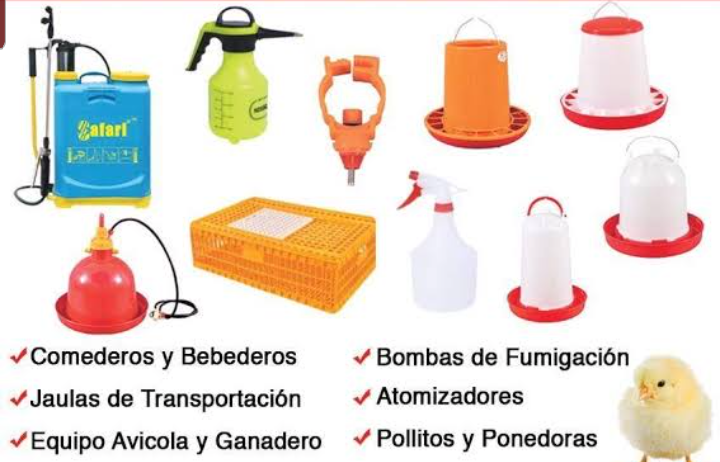 Safari
✓Comederos y Bebederos
✓Jaulas de Transportación
✓Equipo Avicola y Ganadero
✓Bombas de Fumigación
✓Atomizadores
✓Pollitos y Ponedoras